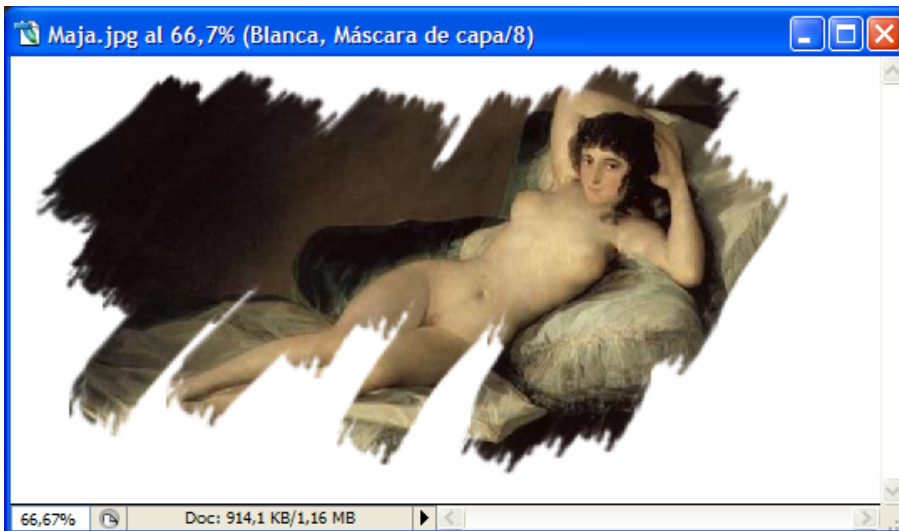 Maja.jpg al 66,7% (Blanca, Máscara de capa/8)
66,67% Doc: 914,1 KB/1,16 MB